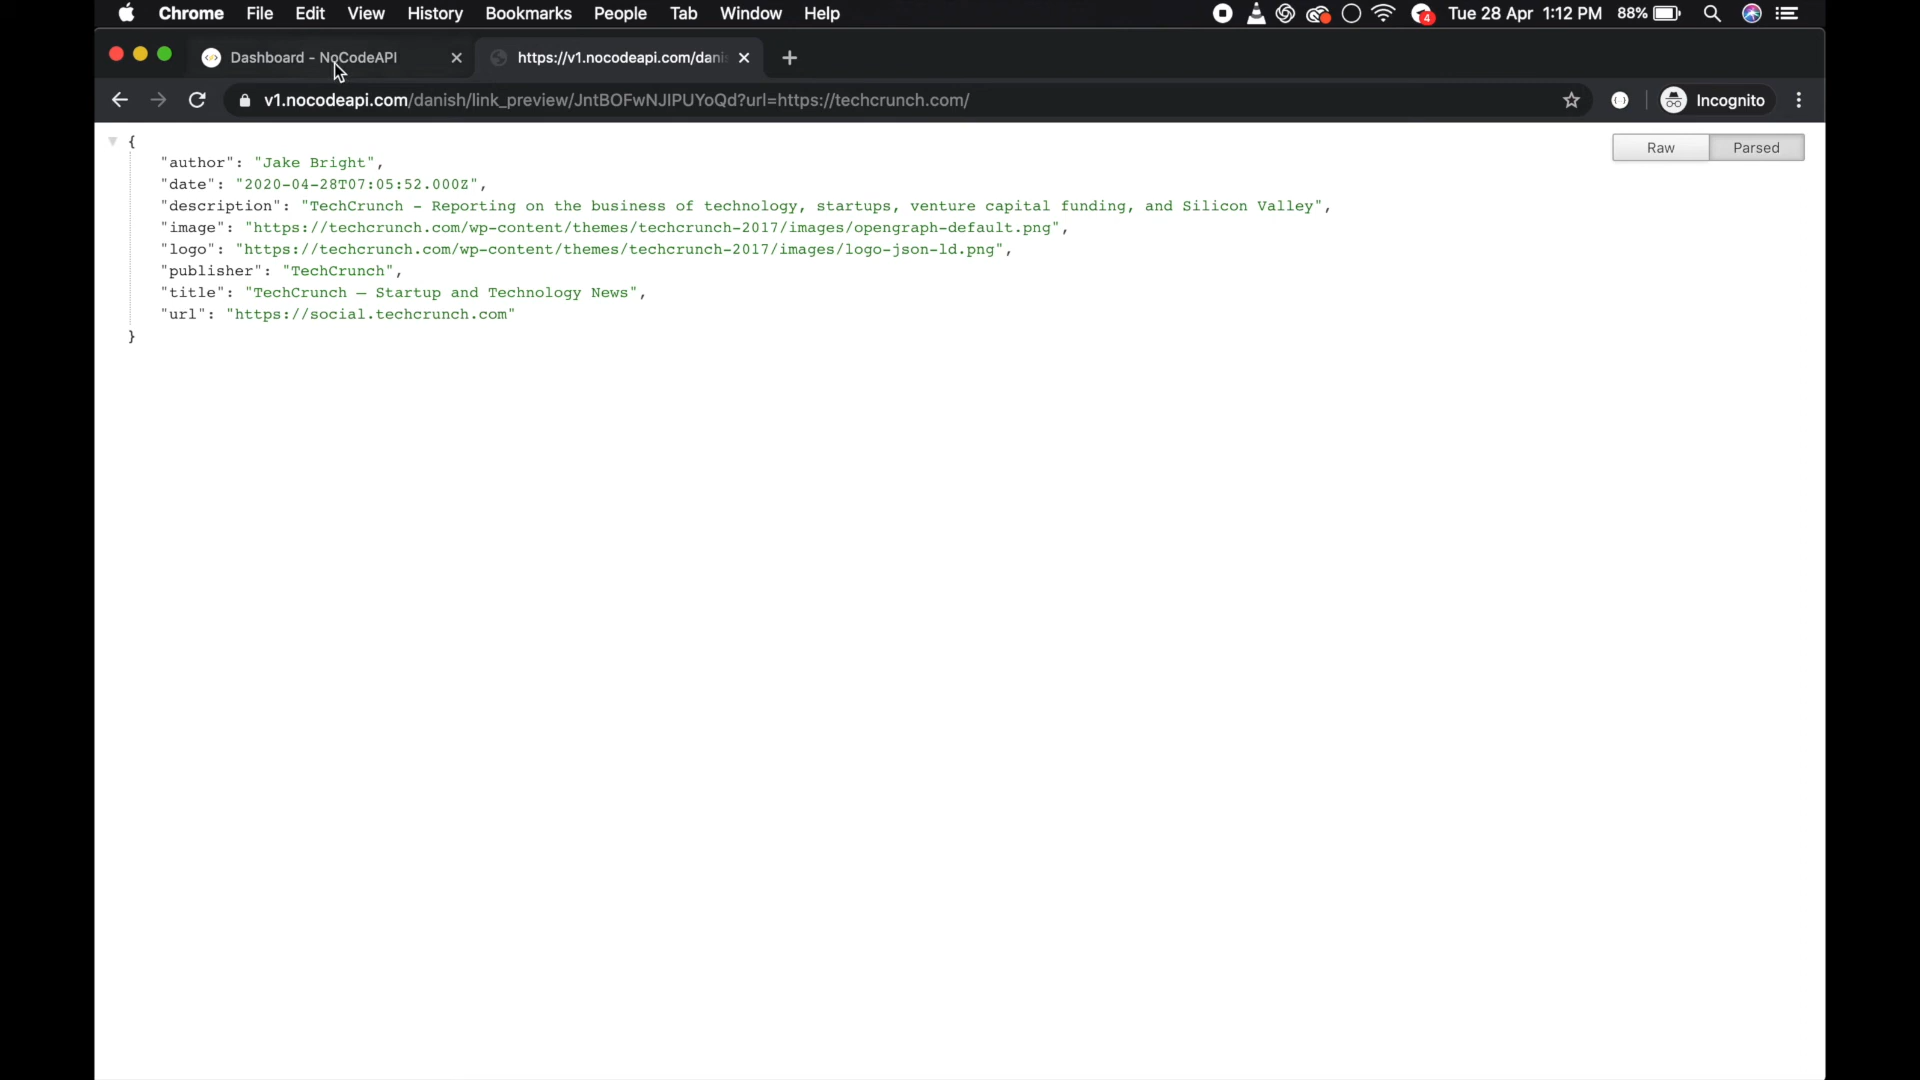 Chrome File Edit View History Bookmarks People Tab Window Help 4 Tue 28 Apr 1:12 PM 88%
Dashboard - NoCodeAPI https://v1.nocodeapi.com/danis
v1.nocodeapi.com/danish/link_preview/JntBOFwNJIPUYoQd?url=https://techcrunch.com/ Incognito
Raw Parsed
{
"author": "Jake Bright",
"date": "2020-04-28T07:05:52.000Z",
"description": "TechCrunch - Reporting on the business of technology, startups, venture capital funding, and Silicon Valley",
"image": "https://techcrunch.com/wp-content/themes/techcrunch-2017/images/opengraph-default.png",
"logo": "https://techcrunch.com/wp-content/themes/techcrunch-2017/images/logo-json-ld.png",
"publisher": "TechCrunch",
"title": "TechCrunch – Startup and Technology News",
"url": "https://social.techcrunch.com"
}